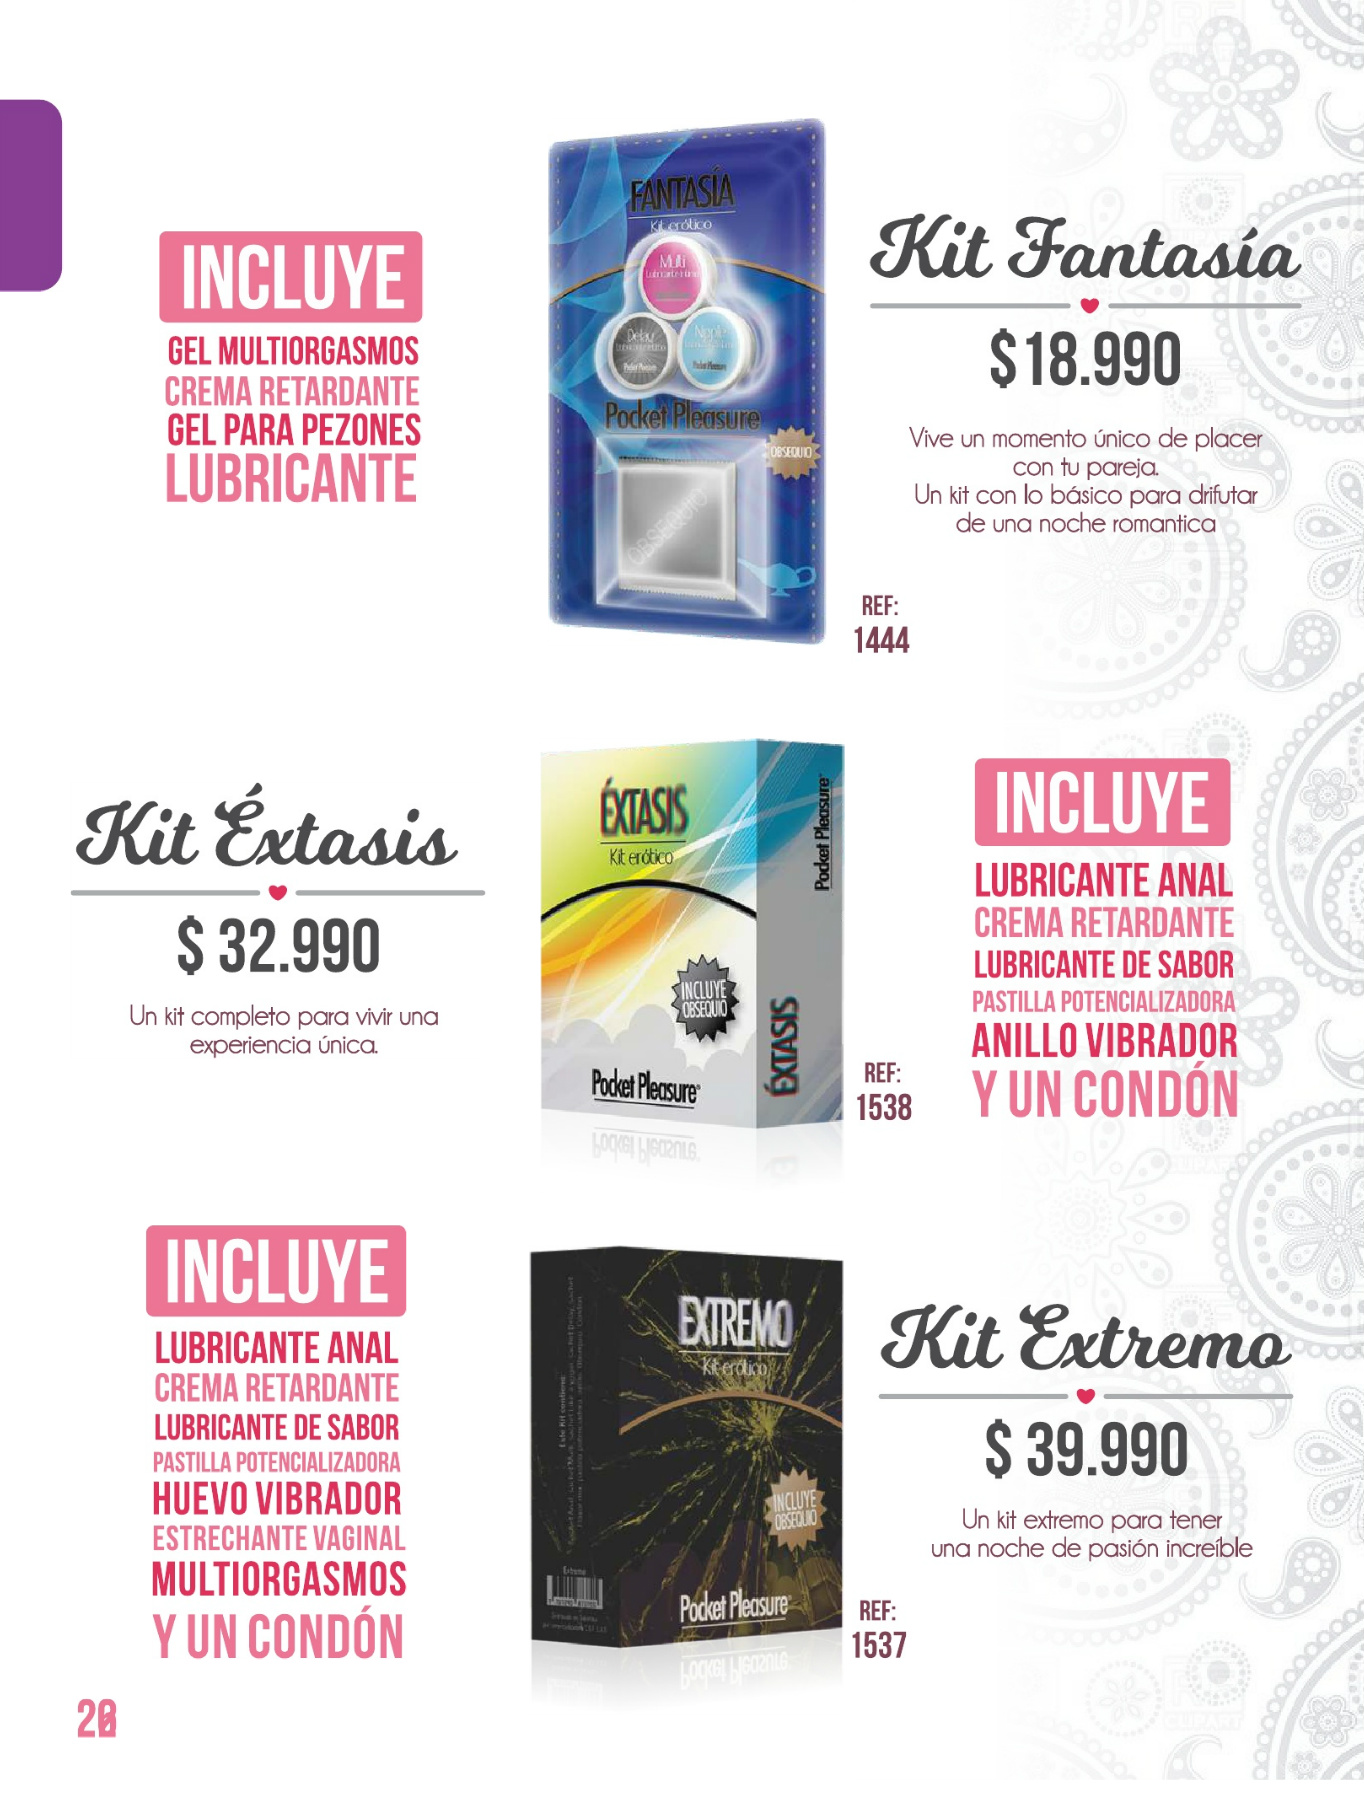 INCLUYE
GEL MULTIORGASMOS
CREMA RETARDANTE
GEL PARA PEZONES
LUBRICANTE
FANTASÍA
Kit erótico
Multi
Delay
Nipple
Pocket Pleasure
Pocket Pleasure
OBSEQUIO
OBSEQUIO
Kit Fantasía
$18.990
Vive un momento único de placer
con tu pareja.
Un kit con lo básico para drifutar
de una noche romantica
REF:
1444
Kit Éxtasis
$ 32.990
Un kit completo para vivir una
experiencia única.
ÉXTASIS
Kit erótico
INCLUYE
OBSEQUIO
Pocket Pleasure
Pocket Pleasure
ÉXTASIS
REF:
1538
INCLUYE
LUBRICANTE ANAL
CREMA RETARDANTE
LUBRICANTE DE SABOR
PASTILLA POTENCIALIZADORA
ANILLO VIBRADOR
Y UN CONDÓN
INCLUYE
LUBRICANTE ANAL
CREMA RETARDANTE
LUBRICANTE DE SABOR
PASTILLA POTENCIALIZADORA
HUEVO VIBRADOR
ESTRECHANTE VAGINAL
MULTIORGASMOS
Y UN CONDÓN
EXTREMO
Kit erótico
INCLUYE
OBSEQUIO
Pocket Pleasure
Este Kit contiene:
Extremo
Kit Extremo
$ 39.990
Un kit extremo para tener
una noche de pasión increíble
REF:
1537